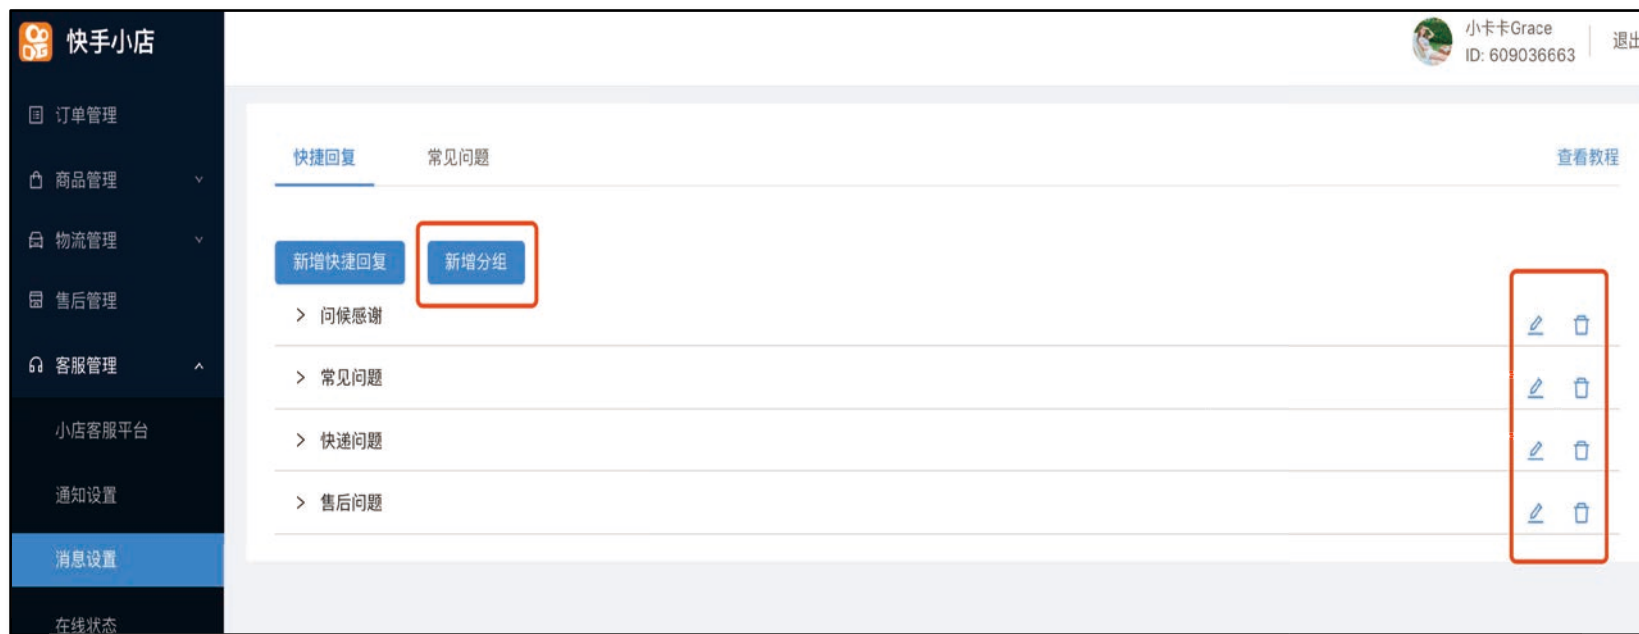 快手小店
小卡卡Grace
ID: 609036663
退出
订单管理
商品管理
物流管理
售后管理
客服管理
小店客服平台
通知设置
消息设置
在线状态
快捷回复
常见问题
查看教程
新增快捷回复
新增分组
问候感谢
常见问题
快递问题
售后问题